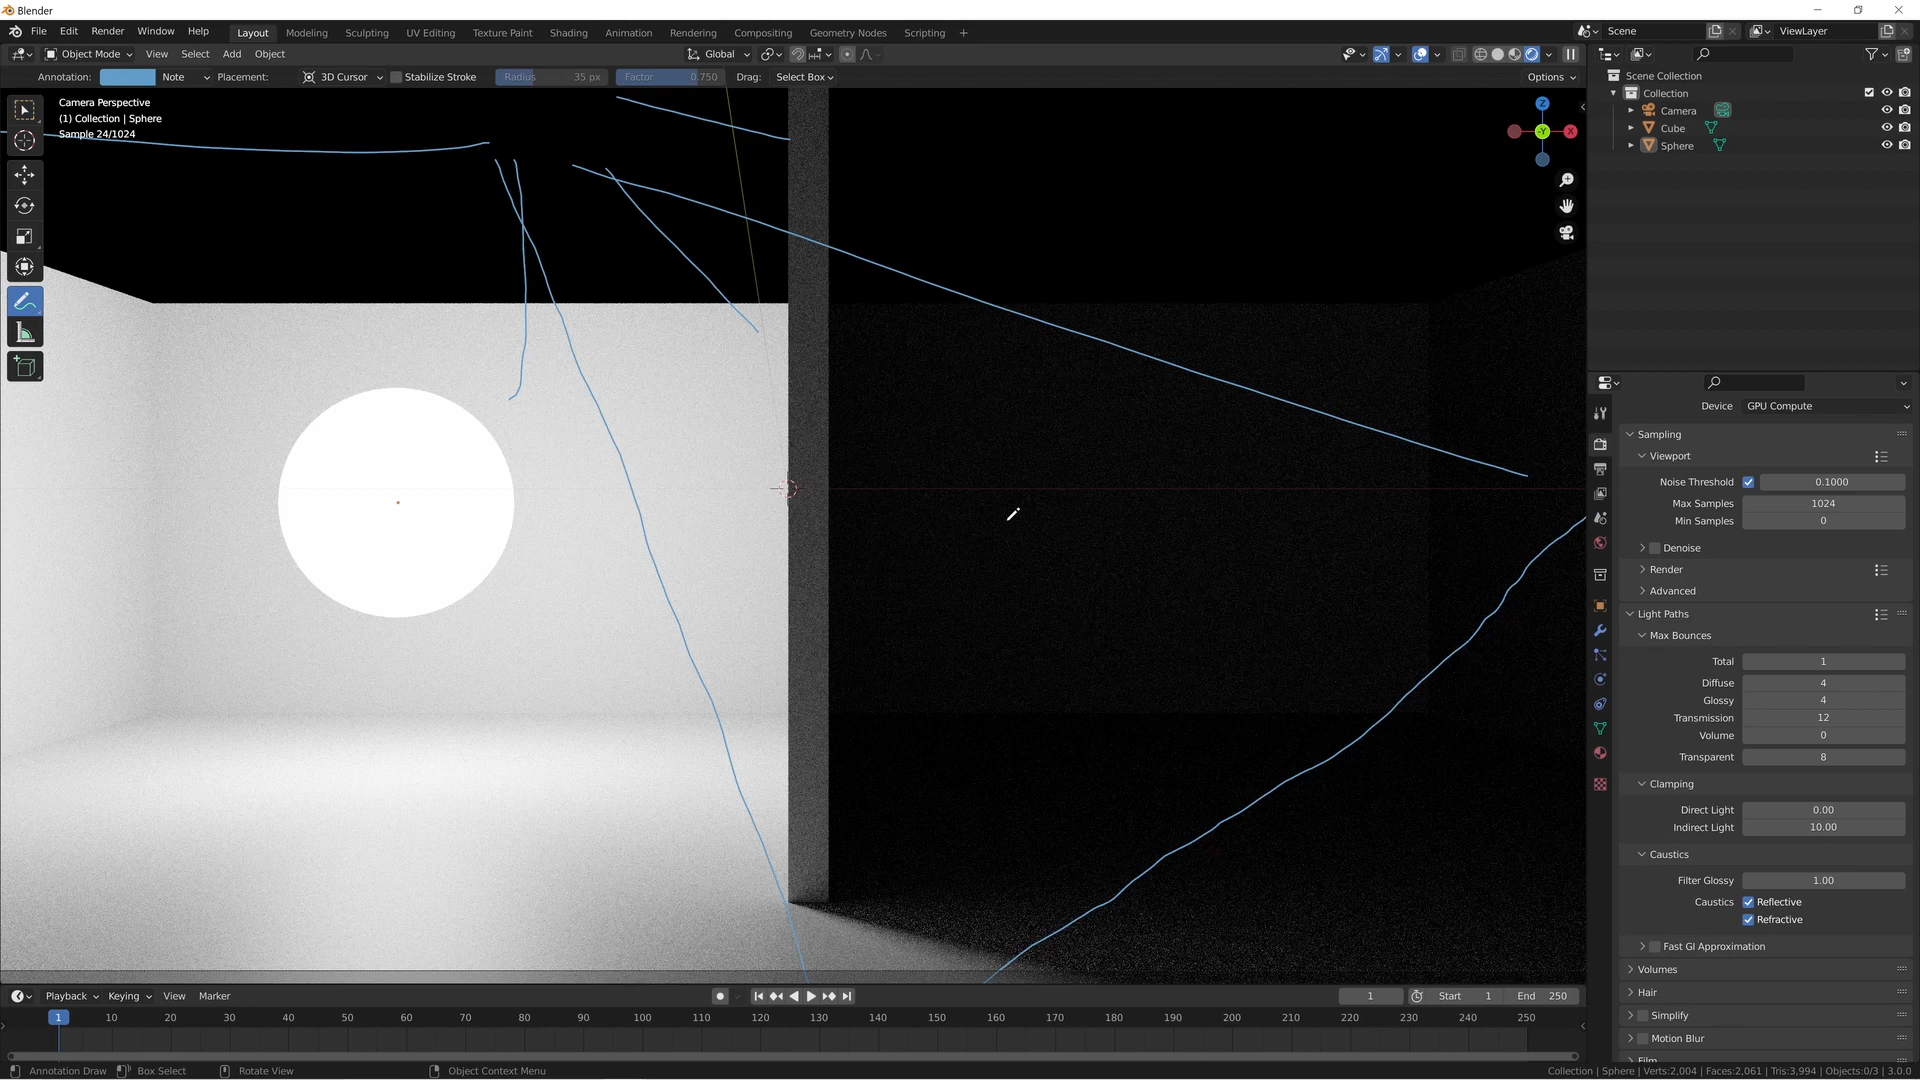 Blender
File Edit Render Window Help Layout Modeling Sculpting UV Editing Texture Paint Shading Animation Rendering Compositing Geometry Nodes Scripting + Scene ViewLayer
Object Mode View Select Add Object Global
Annotation: Note Placement: 3D Cursor Stabilize Stroke Radius 35 px Factor 0.750 Drag: Select Box Options
Camera Perspective
(1) Collection | Sphere
Sample 24/1024
Z
-Y X
Scene Collection
Collection
Camera
Cube
Sphere
Device GPU Compute
Sampling
Viewport
Noise Threshold 0.1000
Max Samples 1024
Min Samples 0
Denoise
Render
Advanced
Light Paths
Max Bounces
Total 1
Diffuse 4
Glossy 4
Transmission 12
Volume 0
Transparent 8
Clamping
Direct Light 0.00
Indirect Light 10.00
Caustics
Filter Glossy 1.00
Caustics Reflective
Refractive
Fast GI Approximation
Volumes
Hair
Simplify
Motion Blur
Film
Playback Keying View Marker 1 Start 1 End 250
1 10 20 30 40 50 60 70 80 90 100 110 120 130 140 150 160 170 180 190 200 210 220 230 240 250
Annotation Draw Box Select Rotate View Object Context Menu Collection | Sphere | Verts:2,004 | Faces:2,061 | Tris:3,994 | Objects:0/3 | 3.0.0